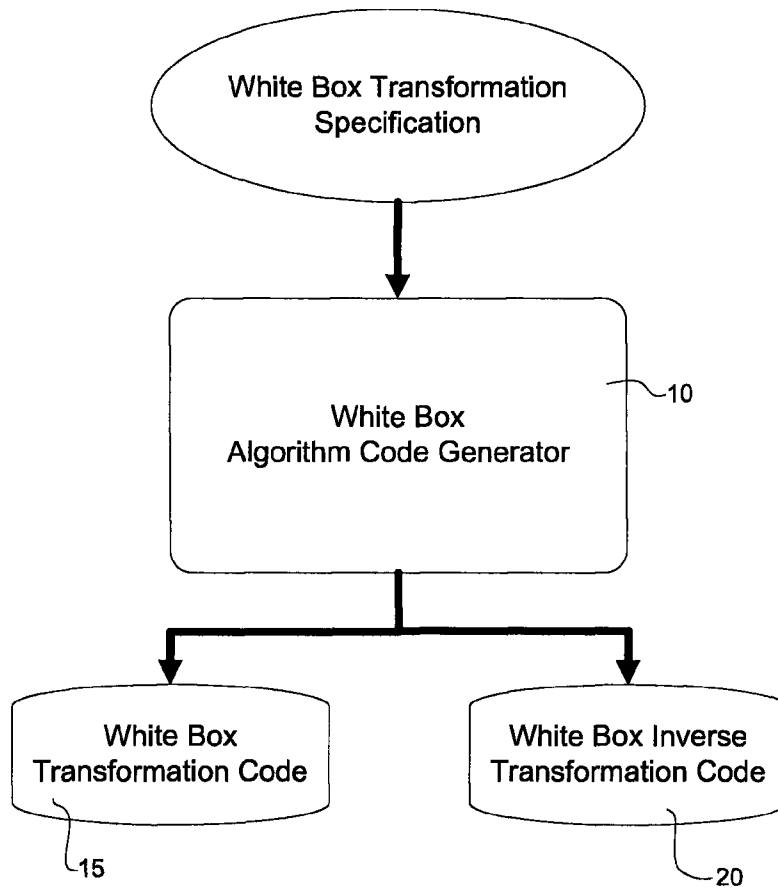 White Box Transformation
Specification
White Box
Algorithm Code Generator
10
White Box
Transformation Code
White Box Inverse
Transformation Code
15
20